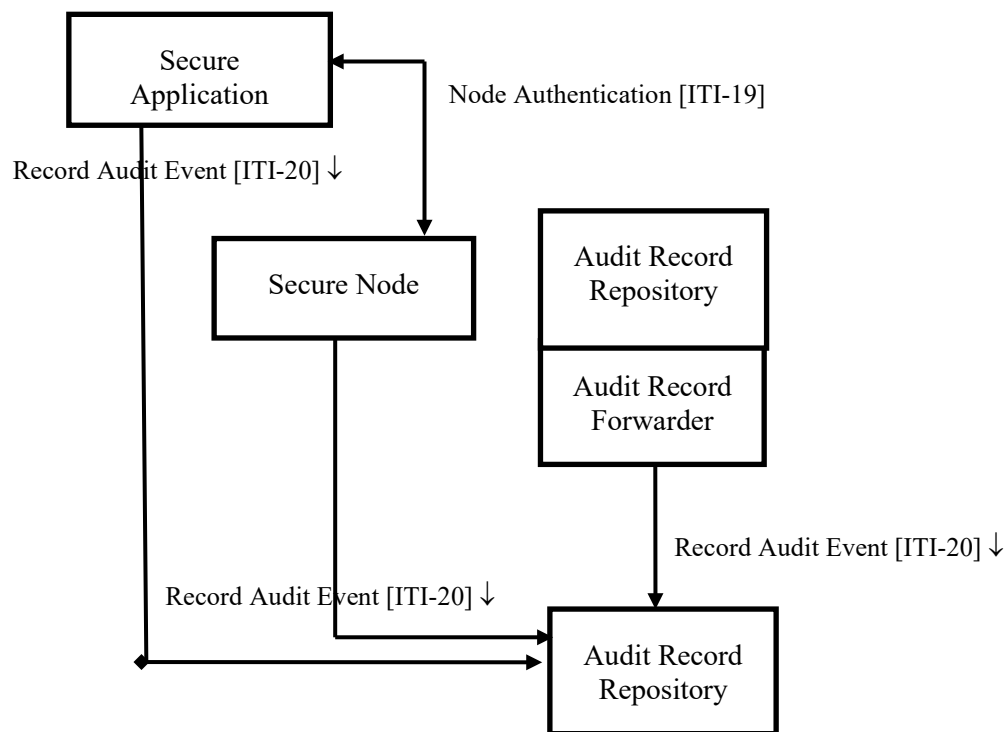 Secure
Application
Node Authentication [ITI-19]
Record Audit Event [ITI-20] ↓
Secure Node
Audit Record
Repository
Audit Record
Forwarder
Record Audit Event [ITI-20] ↓
Record Audit Event [ITI-20] ↓
Audit Record
Repository